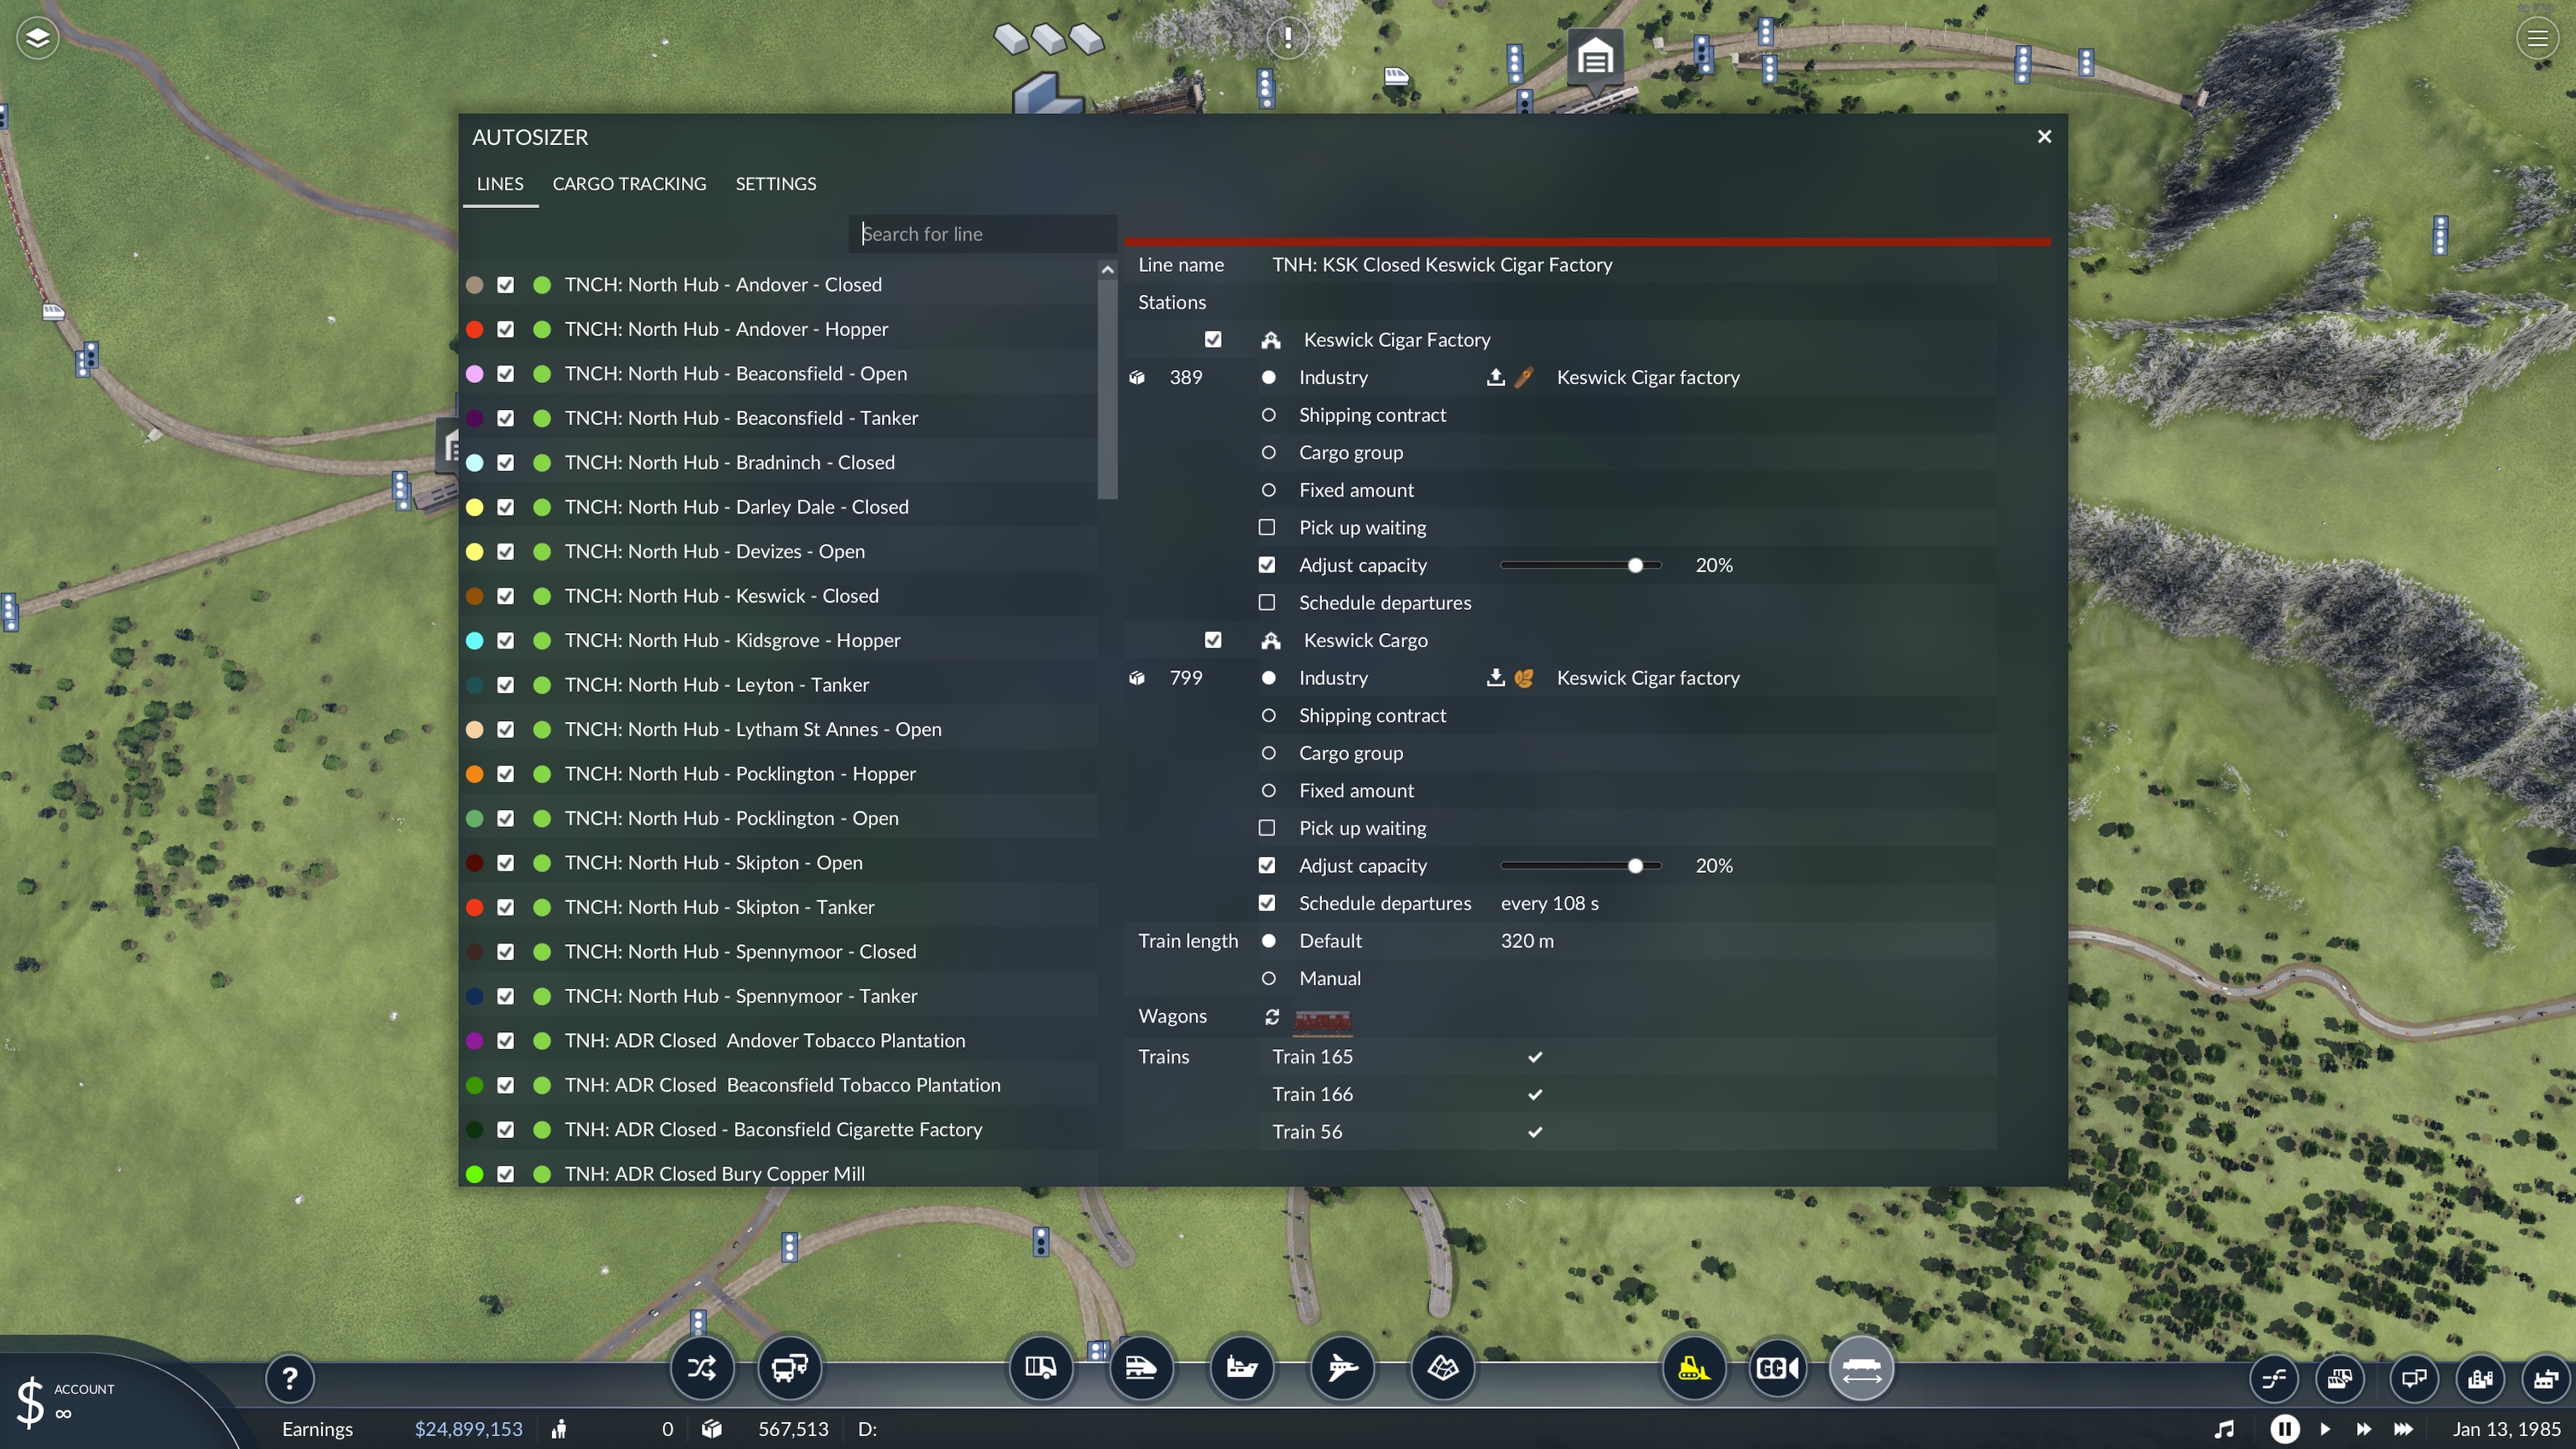 AUTOSIZER
LINES CARGO TRACKING SETTINGS
Search for line
TNCH: North Hub - Andover - Closed
TNCH: North Hub - Andover - Hopper
TNCH: North Hub - Beaconsfield - Open
TNCH: North Hub - Beaconsfield - Tanker
TNCH: North Hub - Bradninch - Closed
TNCH: North Hub - Darley Dale - Closed
TNCH: North Hub - Devizes - Open
TNCH: North Hub - Keswick - Closed
TNCH: North Hub - Kidsgrove - Hopper
TNCH: North Hub - Leyton - Tanker
TNCH: North Hub - Lytham St Annes - Open
TNCH: North Hub - Pocklington - Hopper
TNCH: North Hub - Pocklington - Open
TNCH: North Hub - Skipton - Open
TNCH: North Hub - Skipton - Tanker
TNCH: North Hub - Spennymoor - Closed
TNCH: North Hub - Spennymoor - Tanker
TNH: ADR Closed  Andover Tobacco Plantation
TNH: ADR Closed  Beaconsfield Tobacco Plantation
TNH: ADR Closed - Baconsfield Cigarette Factory
TNH: ADR Closed Bury Copper Mill
Line name TNH: KSK Closed Keswick Cigar Factory
Stations
Keswick Cigar Factory
389 Industry Keswick Cigar factory
Shipping contract
Cargo group
Fixed amount
Pick up waiting
Adjust capacity 20%
Schedule departures
Keswick Cargo
799 Industry Keswick Cigar factory
Shipping contract
Cargo group
Fixed amount
Pick up waiting
Adjust capacity 20%
Schedule departures every 108 s
Train length Default 320 m
Manual
Wagons
Trains Train 165
Train 166
Train 56
? GC
$ ACCOUNT
∞
Earnings $24,899,153 0 567,513 D: Jan 13, 1985